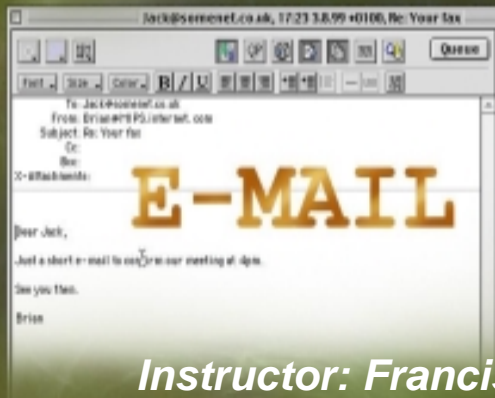 Jack@somenet.co.uk, 17:23 3.8.99 +0100, Re: Your fax
Queue
Font Size Color B I U
To: Jack@somenet.co.uk
From:
Subject: Re: Your fax
Cc:
Bcc:
X-Attachments:
E-MAIL
Dear Jack,
Just a short e-mail to confirm our meeting at 4pm.
See you then.
Brian
Instructor: Francis